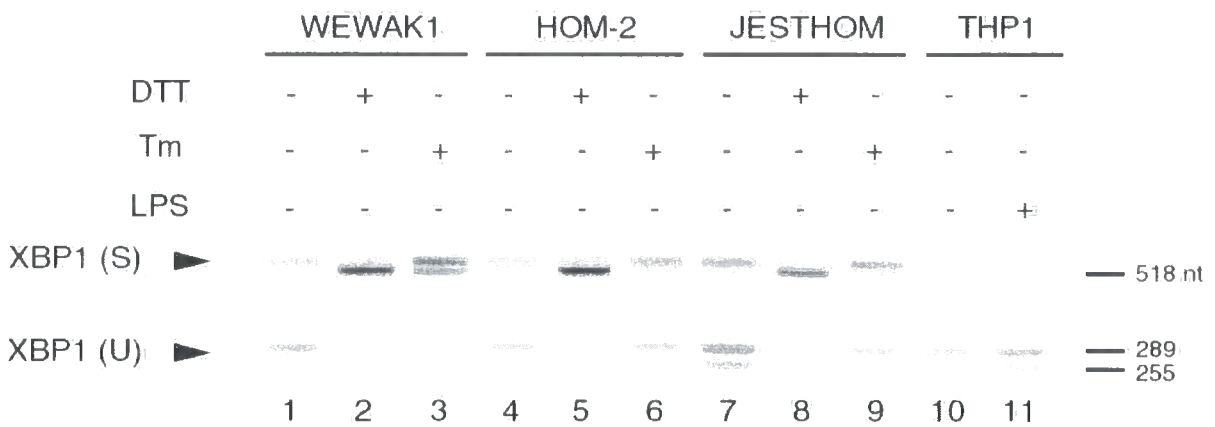 WEWAK1 HOM-2 JESTHOM THP1
DTT - + - - + - - + - - -
Tm - - + - - + - - + - -
LPS - - - - - - - - - - +
XBP1 (S) 518 nt
XBP1 (U) 289
255
1 2 3 4 5 6 7 8 9 10 11